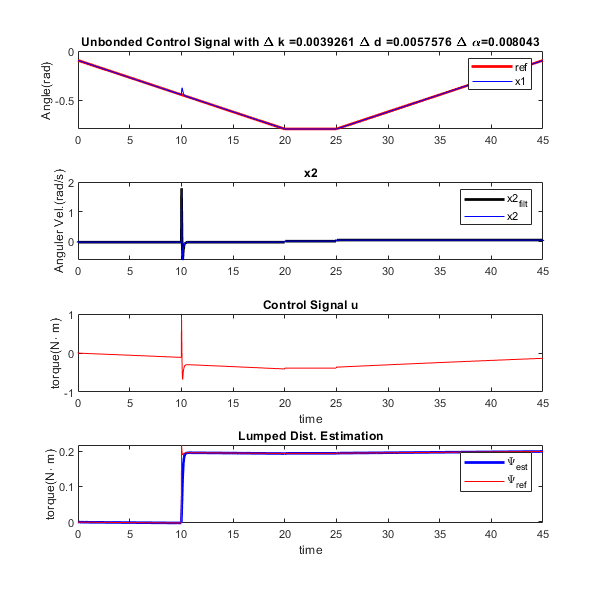 Unbonded Control Signal with Δ k =0.0039261 Δ d =0.0057576 Δ α=0.008043
Angle(rad)
0
-0.5
ref
x1
0 5 10 15 20 25 30 35 40 45
x2
Anguler Vel.(rad/s)
2
1
0
x2filt
x2
0 5 10 15 20 25 30 35 40 45
Control Signal u
torque(N· m)
1
0
-1
0 5 10 15 20 25 30 35 40 45
time
Lumped Dist. Estimation
torque(N· m)
0.2
0.1
0
Ψest
Ψref
0 5 10 15 20 25 30 35 40 45
time